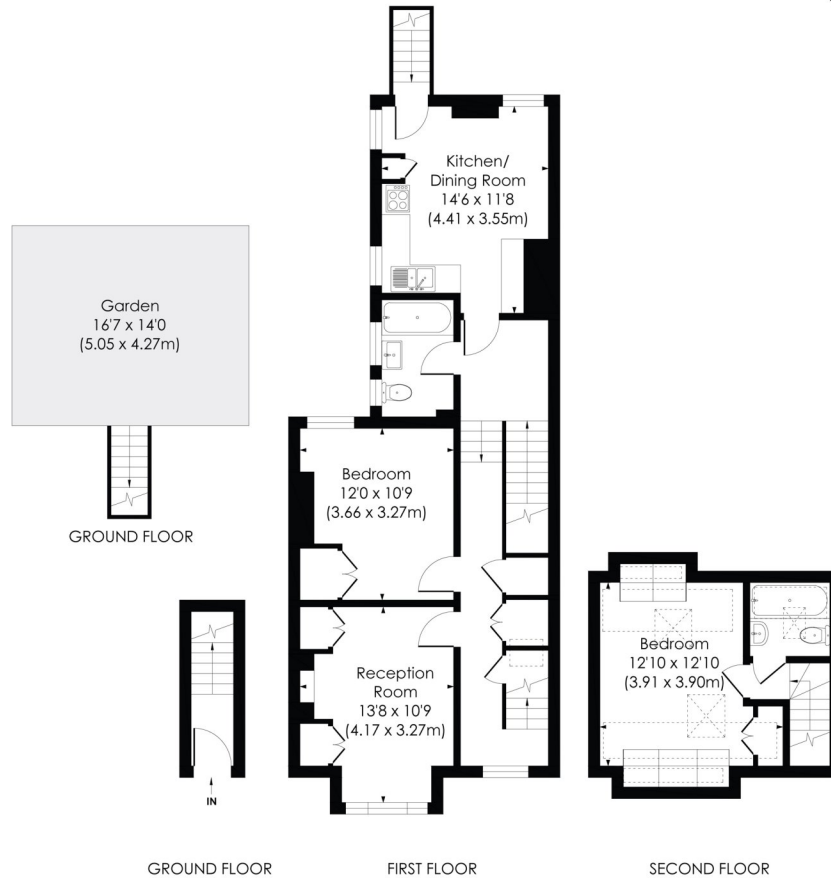 Kitchen/
Dining Room
14'6 x 11'8
(4.41 x 3.55m)
Garden
16'7 x 14'0
(5.05 x 4.27m)
GROUND FLOOR
Bedroom
12'0 x 10'9
(3.66 x 3.27m)
Reception
Room
13'8 x 10'9
(4.17 x 3.27m)
Bedroom
12'10 x 12'10
(3.91 x 3.90m)
IN
GROUND FLOOR
FIRST FLOOR
SECOND FLOOR